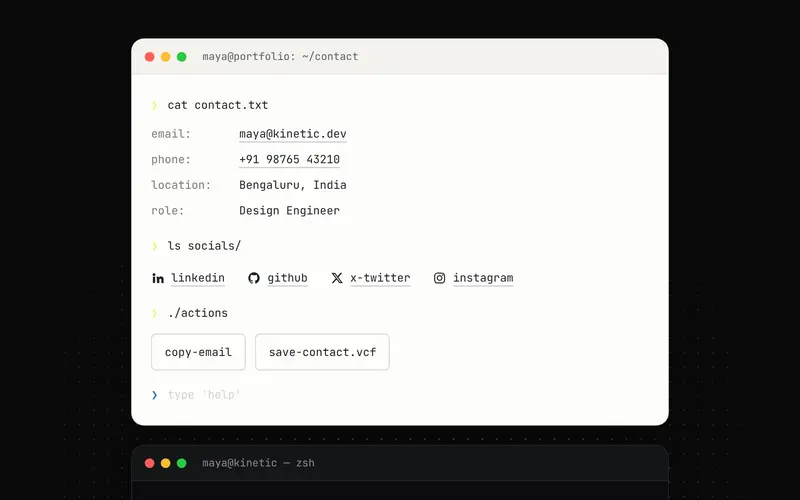 maya@portfolio: ~/contact
❯ cat contact.txt
email: maya@kinetic.dev
phone: +91 98765 43210
location: Bengaluru, India
role: Design Engineer
❯ ls socials/
linkedin github x-twitter instagram
❯ ./actions
copy-email save-contact.vcf
❯ type 'help'
maya@kinetic — zsh